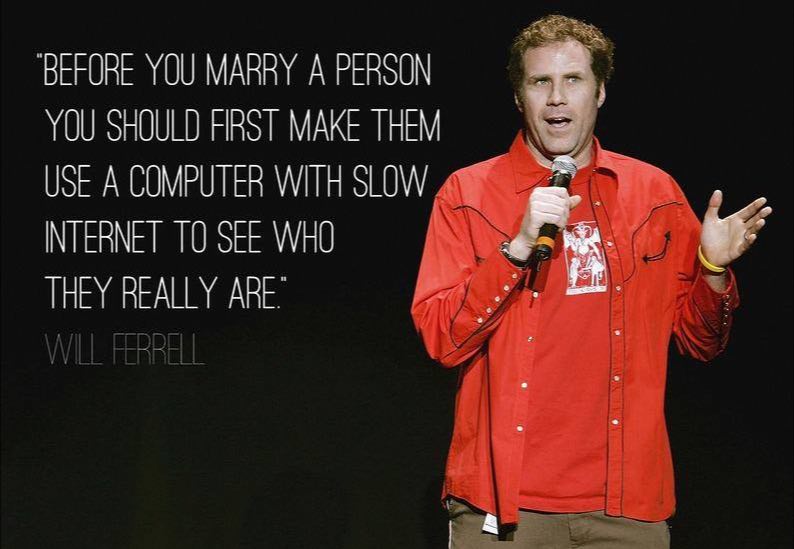 "BEFORE YOU MARRY A PERSON
YOU SHOULD FIRST MAKE THEM
USE A COMPUTER WITH SLOW
INTERNET TO SEE WHO
THEY REALLY ARE."
WILL FERRELL